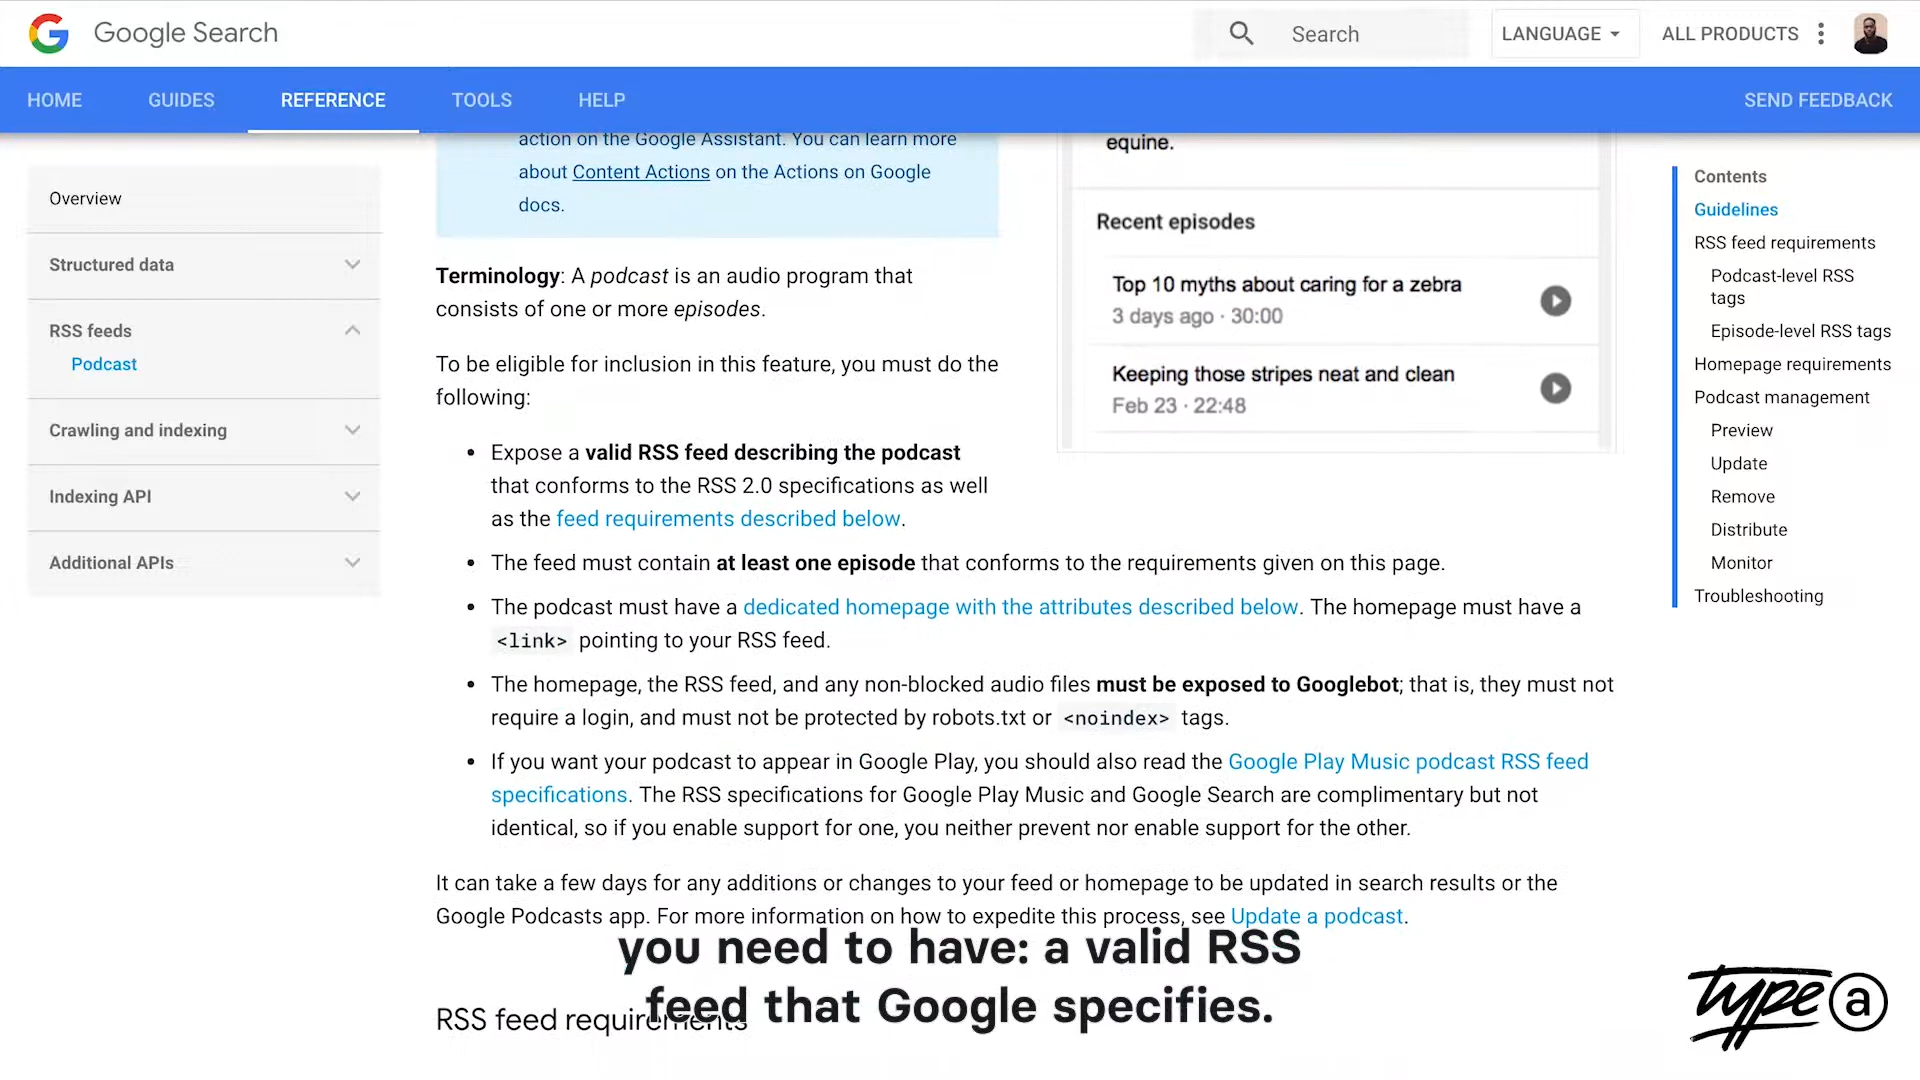 Google Search
Search
LANGUAGE
ALL PRODUCTS
HOME
GUIDES
REFERENCE
TOOLS
HELP
SEND FEEDBACK
Overview
Structured data
RSS feeds
Podcast
Crawling and indexing
Indexing API
Additional APIs
action on the Google Assistant. You can learn more
about Content Actions on the Actions on Google
docs.
Terminology: A podcast is an audio program that
consists of one or more episodes.
To be eligible for inclusion in this feature, you must do the
following:
• Expose a valid RSS feed describing the podcast
that conforms to the RSS 2.0 specifications as well
as the feed requirements described below.
• The feed must contain at least one episode that conforms to the requirements given on this page.
• The podcast must have a dedicated homepage with the attributes described below. The homepage must have a
<link> pointing to your RSS feed.
• The homepage, the RSS feed, and any non-blocked audio files must be exposed to Googlebot; that is, they must not
require a login, and must not be protected by robots.txt or <noindex> tags.
• If you want your podcast to appear in Google Play, you should also read the Google Play Music podcast RSS feed
specifications. The RSS specifications for Google Play Music and Google Search are complimentary but not
identical, so if you enable support for one, you neither prevent nor enable support for the other.
It can take a few days for any additions or changes to your feed or homepage to be updated in search results or the
Google Podcasts app. For more information on how to expedite this process, see Update a podcast.
RSS feed requirements
equine.
Recent episodes
Top 10 myths about caring for a zebra
3 days ago · 30:00
Keeping those stripes neat and clean
Feb 23 · 22:48
Contents
Guidelines
RSS feed requirements
Podcast-level RSS
tags
Episode-level RSS tags
Homepage requirements
Podcast management
Preview
Update
Remove
Distribute
Monitor
Troubleshooting
you need to have: a valid RSS
feed that Google specifies.
type a